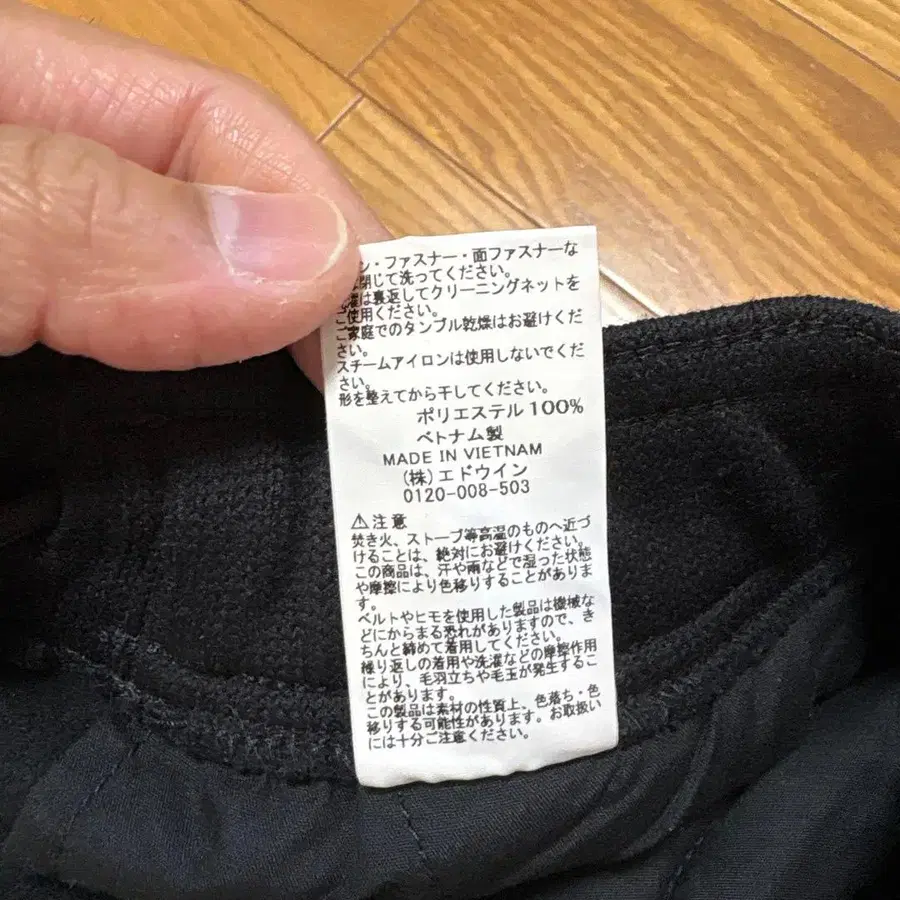 ン・ファスナー・面ファスナーな
閉じて洗ってください。
は裏返してクリーニングネットを
ご使用ください。
ご家庭でのタンブル乾燥はお避けくだ
さい。
スチームアイロンは使用しないでくだ
さい。
形を整えてから干してください。
ポリエステル 100%
ベトナム製
MADE IN VIETNAM
(株)エドウイン
0120-008-503
⚠注意
焚き火、ストーブ等高温のものへ近づ
けることは、絶対にお避けください。
この商品は、汗や雨などで湿った状態
や摩擦により色移りすることがありま
す。
ベルトやヒモを使用した製品は機械な
どにからまる恐れがありますので、き
ちんと締めて着用してください。
繰り返しの着用や洗濯などの摩擦作用
により、毛羽立ちや毛玉が発生するこ
とがあります。
この製品は素材の性質上、色落ち・色
移りする可能性があります。お取扱い
には十分ご注意ください。